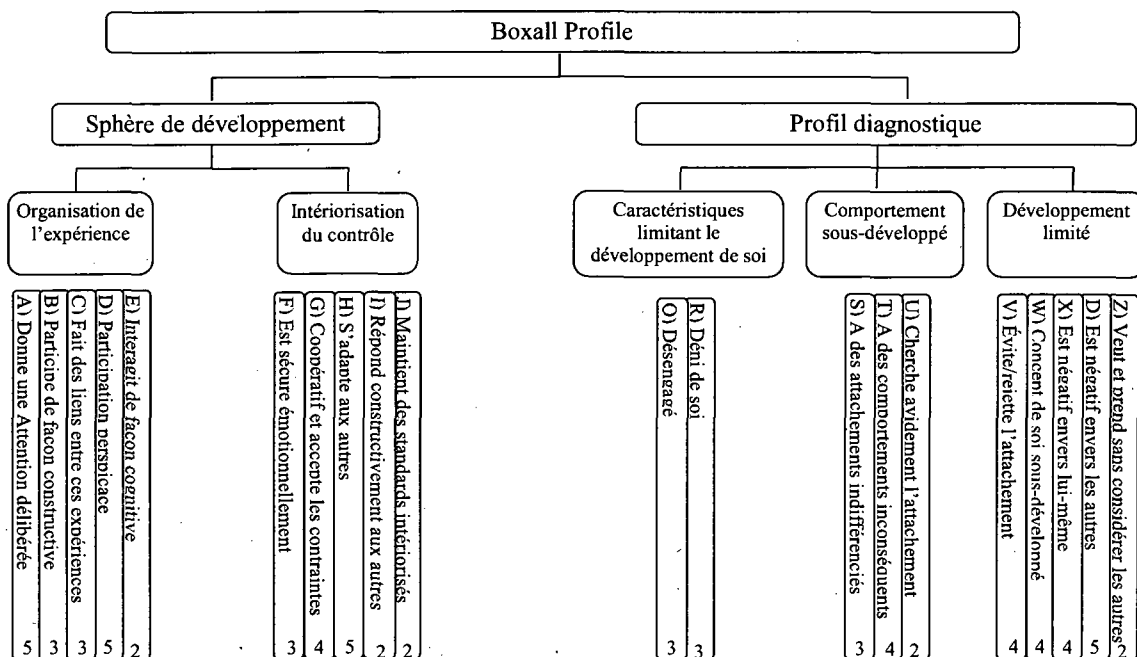 Boxall Profile
Sphère de développement
Profil diagnostique
Organisation de
l'expérience
Intériorisation
du contrôle
Caractéristiques
limitant le
développement de soi
Comportement
sous-développé
Développement
limité
A) Donne une Attention délibérée 5
B) Participe de façon constructive 3
C) Fait des liens entre ces expériences 3
D) Participation perspicace 5
E) Interagit de façon cognitive 2
F) Est sécure émotionnellement 3
G) Coopératif et accepte les contraintes 4
H) S'adapte aux autres 5
I) Répond constructivement aux autres 2
D) Maintient des standards intériorisés 2
O) Désengagé 3
R) Déni de soi 3
S) A des attachements indifférenciés 3
T) A des comportements inconséquents 4
U) Cherche avidement l'attachement 2
V) Évite/rejette l'attachement 4
W) Concept de soi sous-développé 4
X) Est négatif envers lui-même 4
D) Est négatif envers les autres 5
Z) Veut et prend sans considérer les autres 2